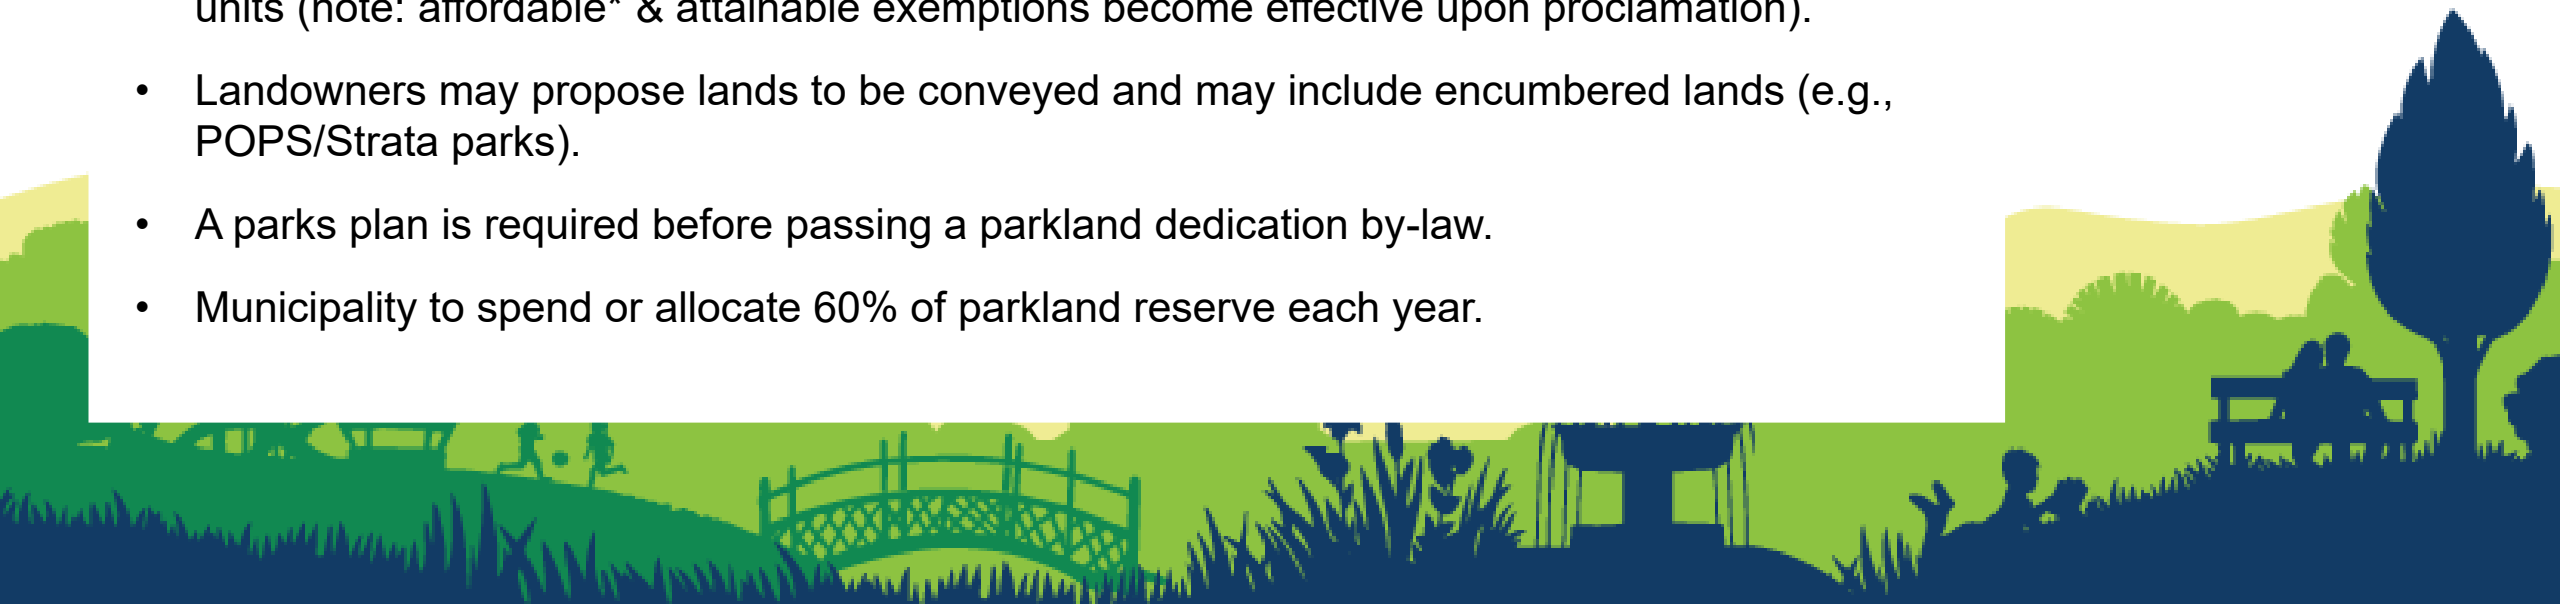 units (note: affordable* & attainable exemptions become effective upon proclamation).
• Landowners may propose lands to be conveyed and may include encumbered lands (e.g.,
POPS/Strata parks).
• A parks plan is required before passing a parkland dedication by-law.
• Municipality to spend or allocate 60% of parkland reserve each year.